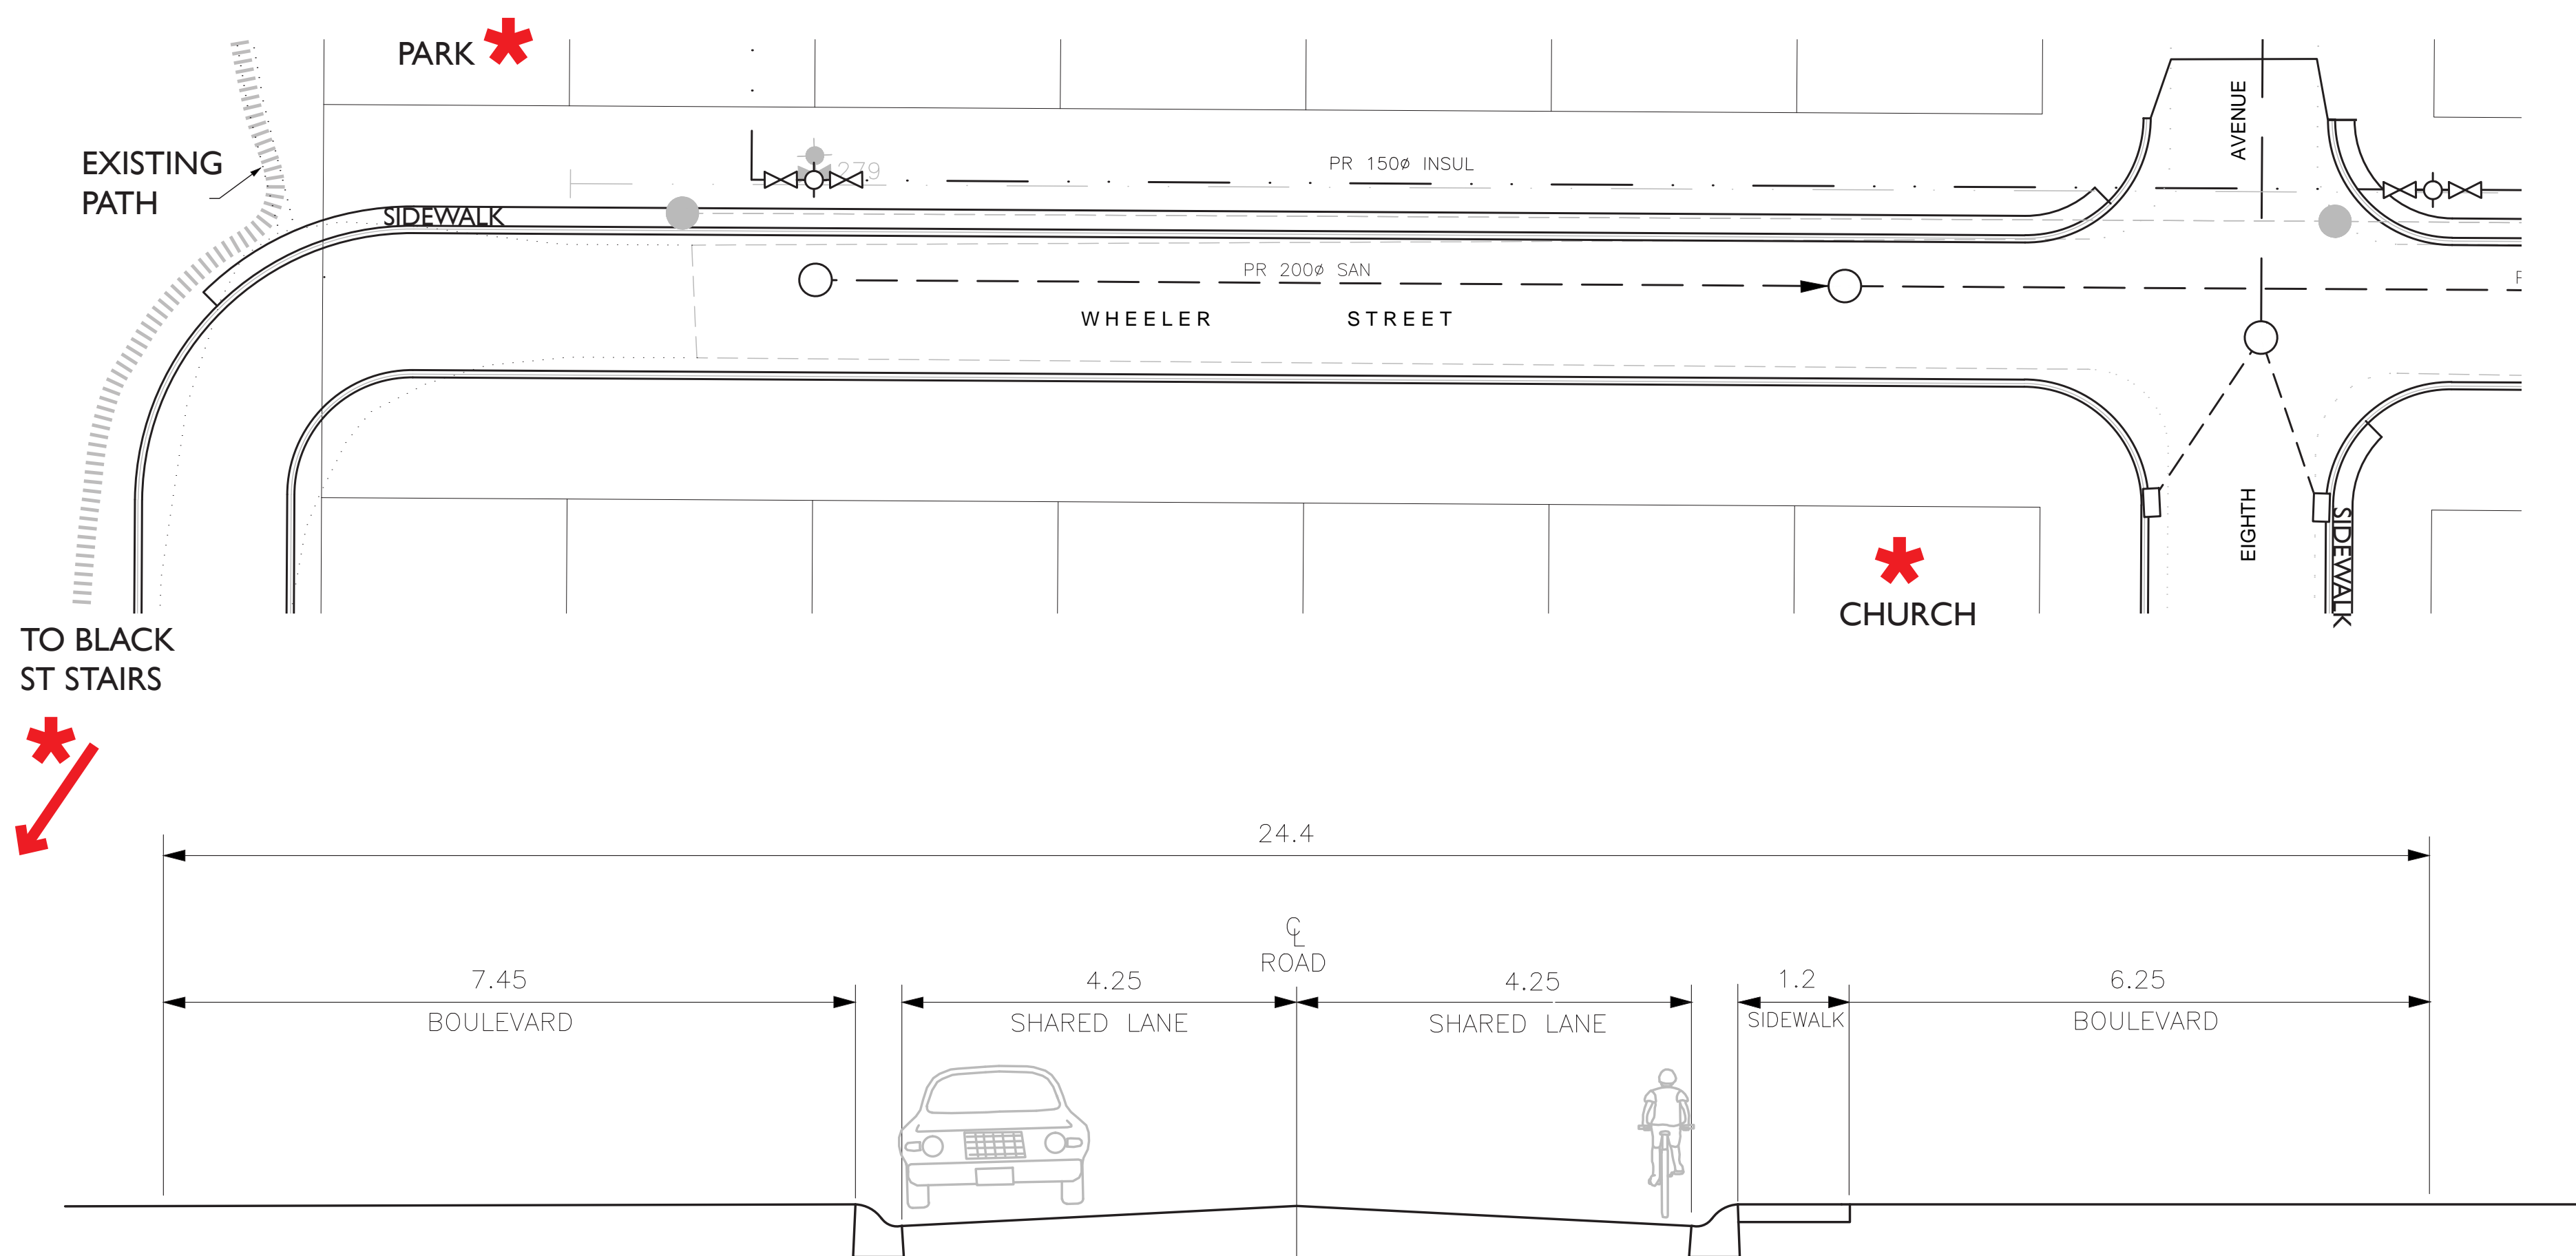 PARK
EXISTING
PATH
AVENUE
279
PR 150ø INSUL
SIDEWALK
PR 200ø SAN
WHEELER STREET
EIGHTH
SIDEWALK
CHURCH
TO BLACK
ST STAIRS
24.4
℄
ROAD
7.45
BOULEVARD
4.25
SHARED LANE
4.25
SHARED LANE
1.2
SIDEWALK
6.25
BOULEVARD